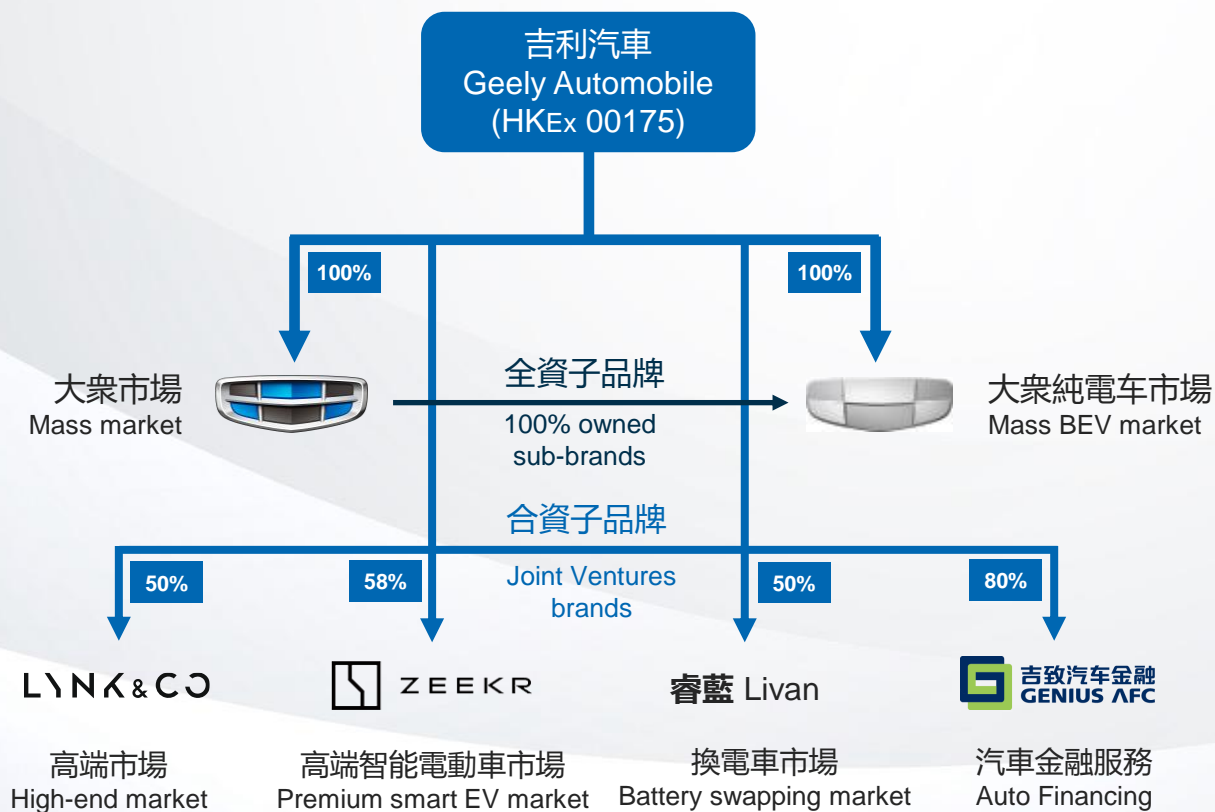 吉利汽車
Geely Automobile
(HKEx 00175)
100%
100%
大衆市場
Mass market
全資子品牌
100% owned
sub-brands
大衆純電车市場
Mass BEV market
合資子品牌
Joint Ventures
brands
50%
58%
50%
80%
LYNK & CO
ZEEKR
睿藍 Livan
吉致汽车金融
GENIUS AFC
高端市場
High-end market
高端智能電動車市場
Premium smart EV market
換電車市場
Battery swapping market
汽車金融服務
Auto Financing